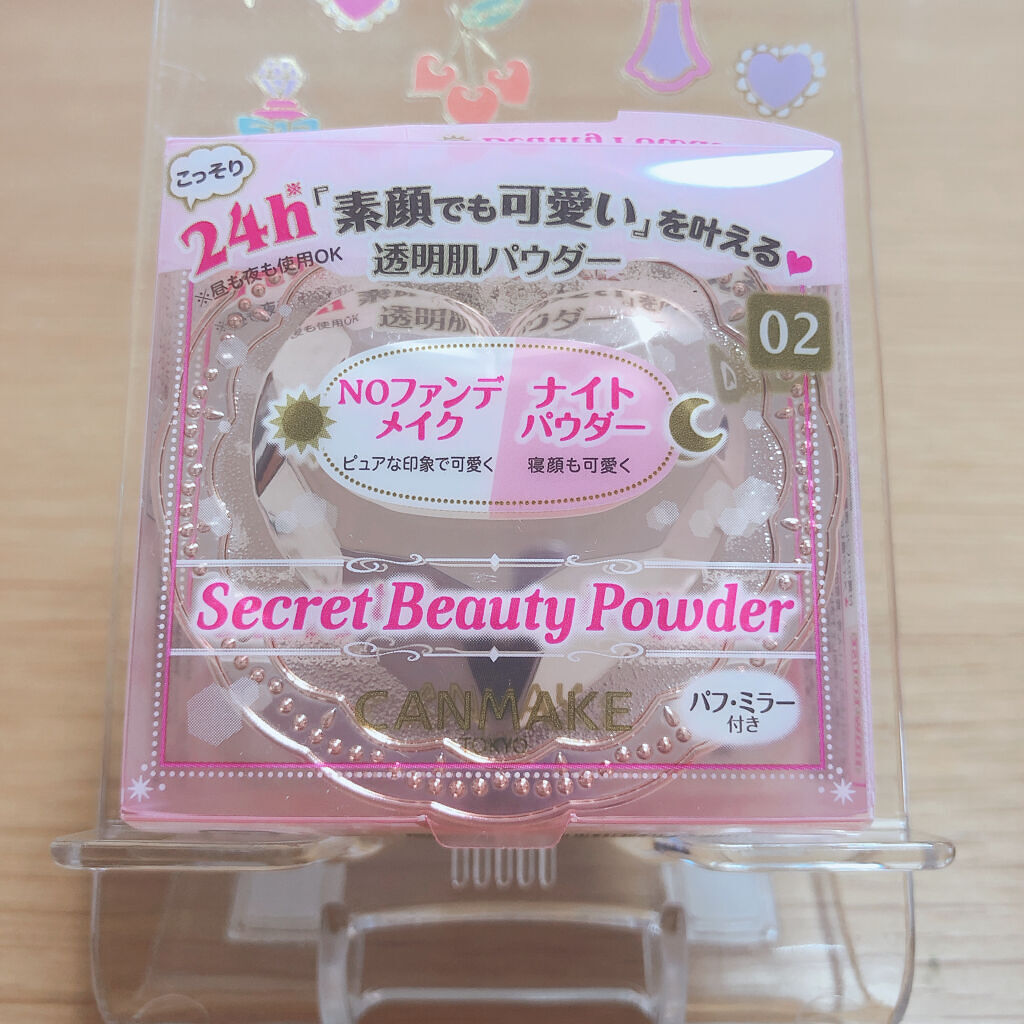 こっそり
24h※「素顔でも可愛い」を叶える
※昼も夜も使用OK
透明肌パウダー
02
NOファンデ
メイク
ピュアな印象で可愛く
ナイト
パウダー
寝顔も可愛く
Secret Beauty Powder
CANMAKE
TOKYO
パフ・ミラー
付き